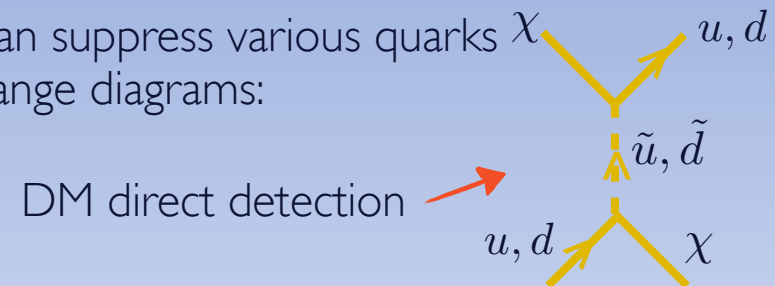 an suppress various quarks
ange diagrams:
DM direct detection
χ
u, d
ũ, d̃
u, d
χ